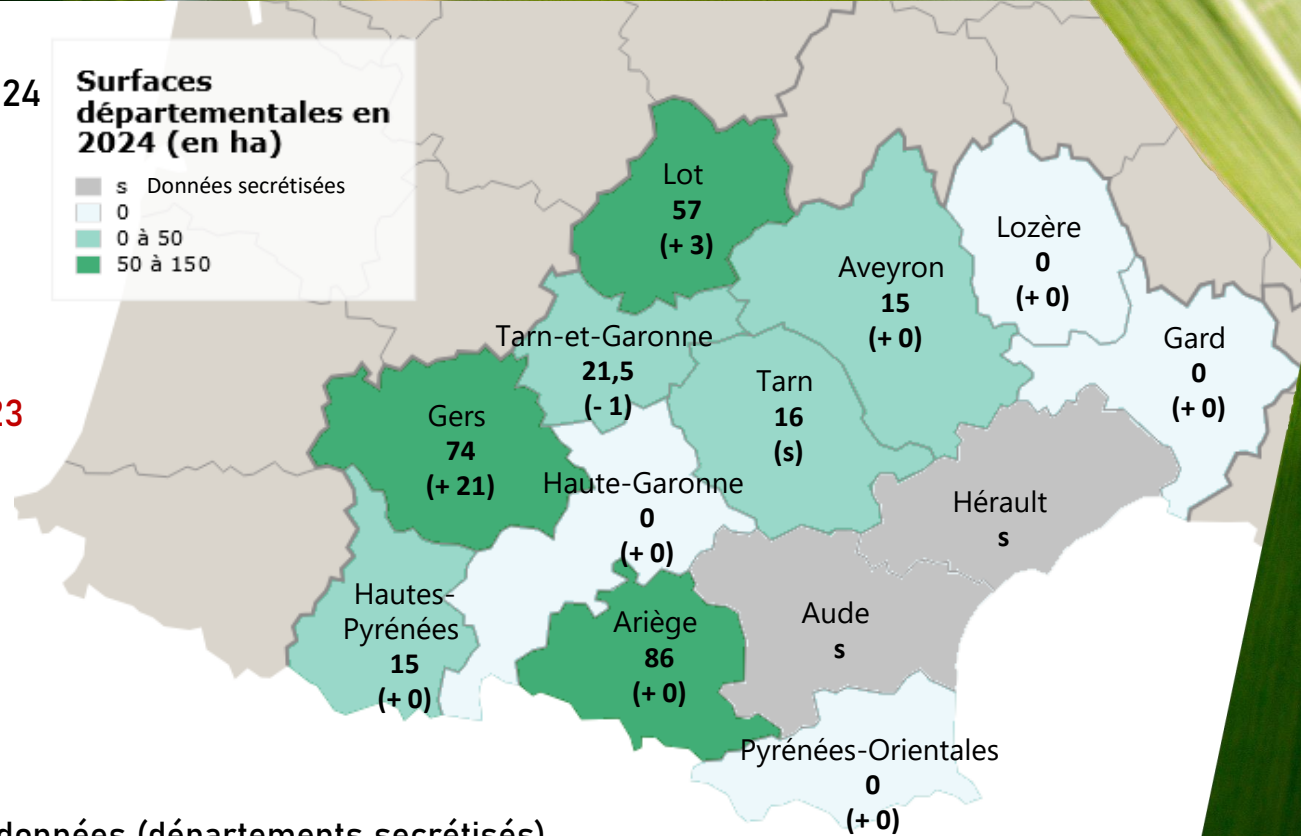 24
Surfaces
départementales en
2024 (en ha)
s Données secrétisées
0
0 à 50
50 à 150
23
Lot
57
(+ 3)
Lozère
0
(+ 0)
Aveyron
15
(+ 0)
Gard
0
(+ 0)
Tarn-et-Garonne
21,5
(- 1)
Tarn
16
(s)
Gers
74
(+ 21)
Haute-Garonne
0
(+ 0)
Hérault
s
Hautes-
Pyrénées
15
(+ 0)
Ariège
86
(+ 0)
Aude
s
Pyrénées-Orientales
0
(+ 0)
données (départements secrétisés)